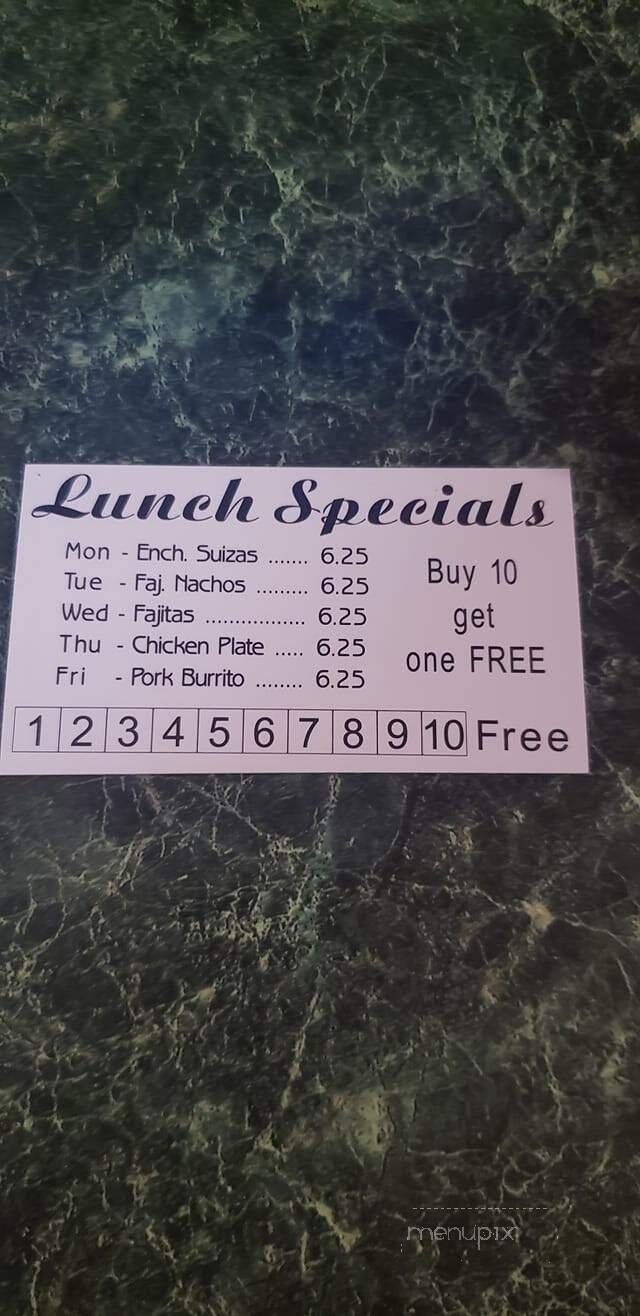 Lunch Specials
Mon - Ench. Suizas ....... 6.25
Tue - Faj. Nachos ......... 6.25
Wed - Fajitas .................. 6.25
Thu - Chicken Plate ..... 6.25
Fri - Pork Burrito ........ 6.25
Buy 10
get
one FREE
1 2 3 4 5 6 7 8 9 10 Free
menupix